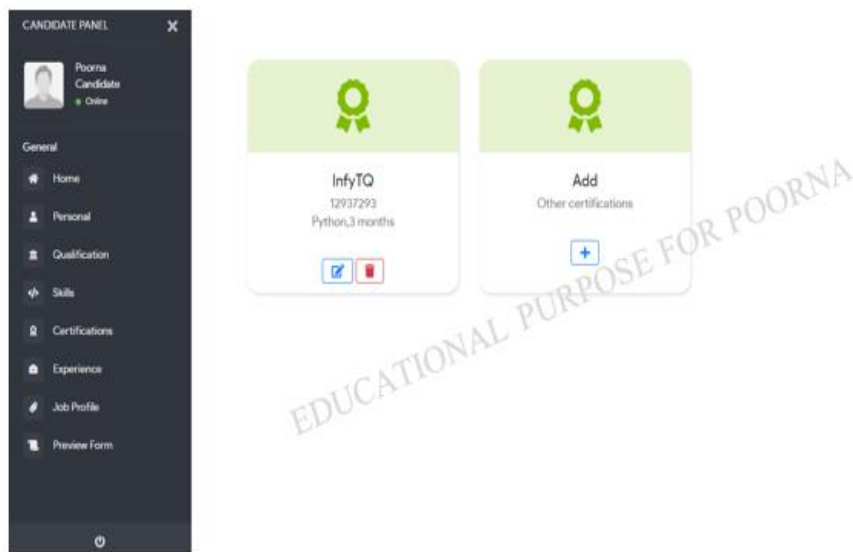 CANDIDATE PANEL
Poorna
Candidate
Online
General
Home
Personal
Qualification
Skills
Certifications
Experience
Job Profile
Preview Form
InfyTQ
12937293
Python,3 months
Add
Other certifications
EDUCATIONAL PURPOSE FOR POORNA